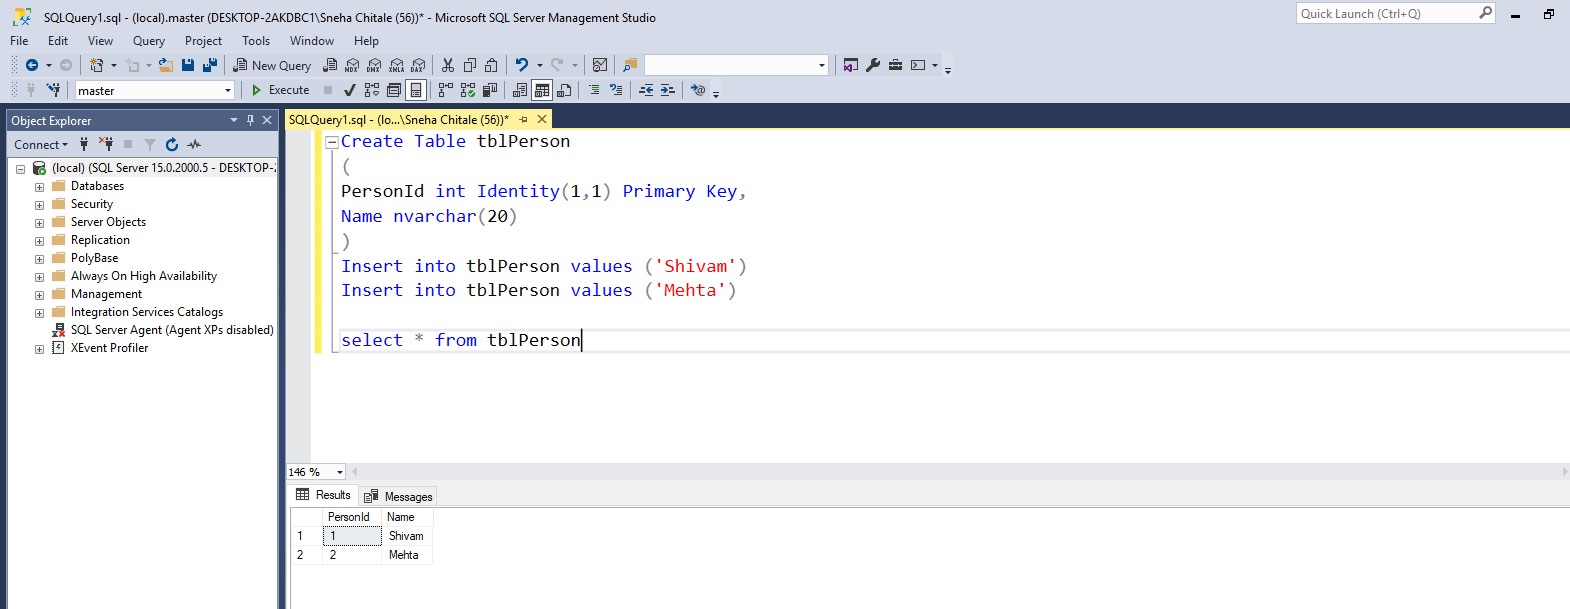 SQLQuery1.sql - (local).master (DESKTOP-2AKDBC1\Sneha Chitale (56))* - Microsoft SQL Server Management Studio
Quick Launch (Ctrl+Q)
File Edit View Query Project Tools Window Help
New Query MDX DMX XMLA DAX
master Execute
Object Explorer
SQLQuery1.sql - (lo...\Sneha Chitale (56))*
Connect
(local) (SQL Server 15.0.2000.5 - DESKTOP-2
Databases
Security
Server Objects
Replication
PolyBase
Always On High Availability
Management
Integration Services Catalogs
SQL Server Agent (Agent XPs disabled)
XEvent Profiler
Create Table tblPerson
(
PersonId int Identity(1,1) Primary Key,
Name nvarchar(20)
)
Insert into tblPerson values ('Shivam')
Insert into tblPerson values ('Mehta')
select * from tblPerson
146 %
Results Messages
PersonId Name
1 1 Shivam
2 2 Mehta